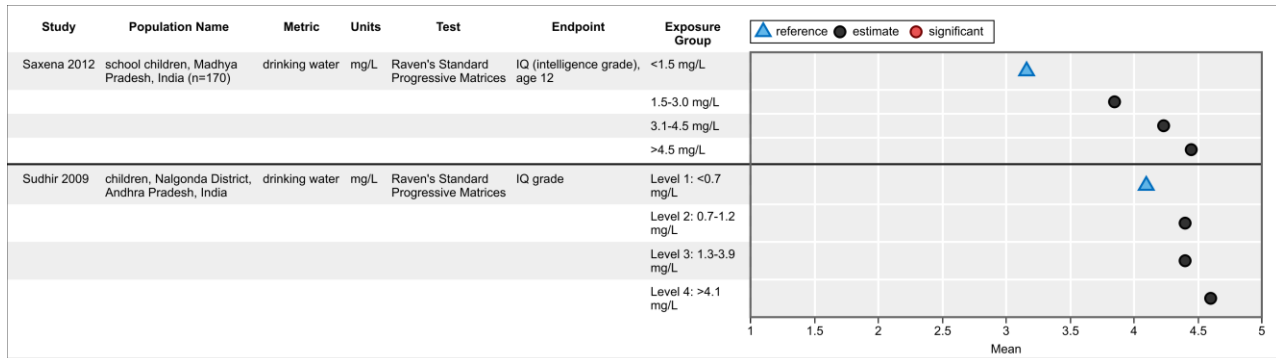 Study Population Name Metric Units Test Endpoint Exposure Group
reference estimate significant
Saxena 2012 school children, Madhya Pradesh, India (n=170) drinking water mg/L Raven's Standard Progressive Matrices IQ (intelligence grade), age 12 <1.5 mg/L
1.5-3.0 mg/L
3.1-4.5 mg/L
>4.5 mg/L
Sudhir 2009 children, Nalgonda District, Andhra Pradesh, India drinking water mg/L Raven's Standard Progressive Matrices IQ grade Level 1: <0.7 mg/L
Level 2: 0.7-1.2 mg/L
Level 3: 1.3-3.9 mg/L
Level 4: >4.1 mg/L
1 1.5 2 2.5 3 3.5 4 4.5 5
Mean